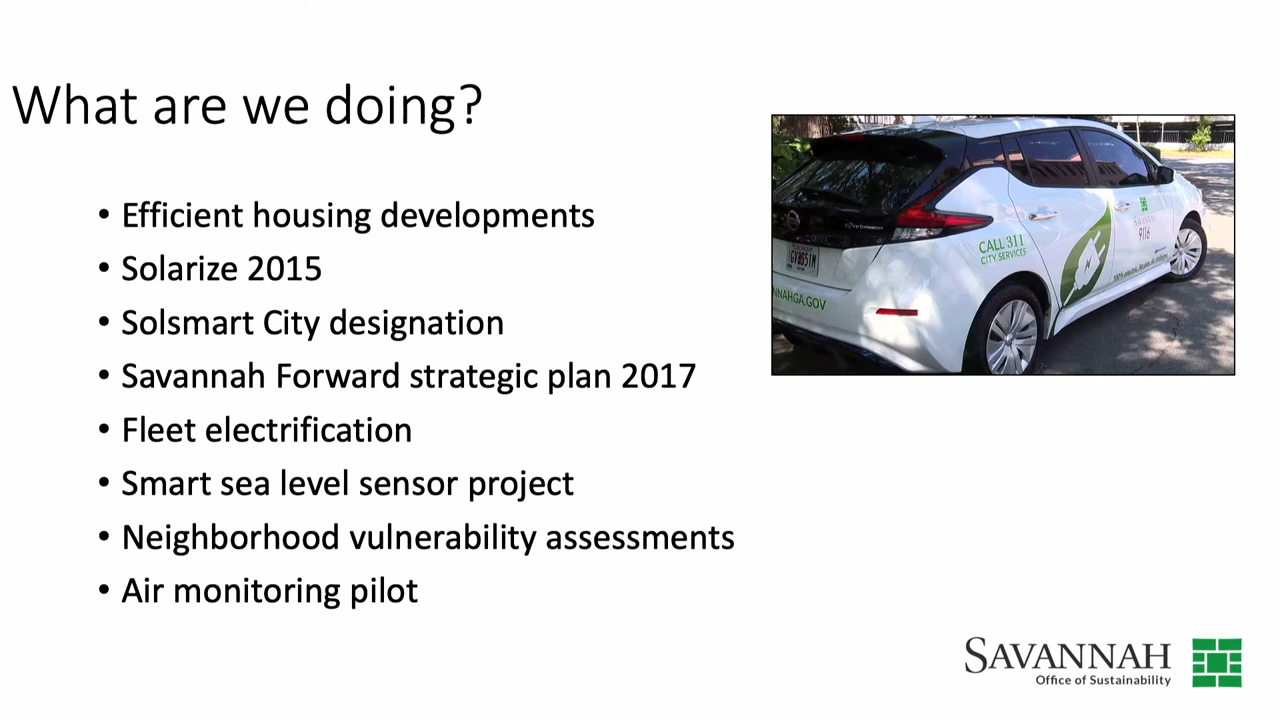 What are we doing?
• Efficient housing developments
• Solarize 2015
• Solsmart City designation
• Savannah Forward strategic plan 2017
• Fleet electrification
• Smart sea level sensor project
• Neighborhood vulnerability assessments
• Air monitoring pilot
CALL 311
CITY SERVICES
SAVANNAH
9116
NNAHGA.GOV
SAVANNAH
Office of Sustainability